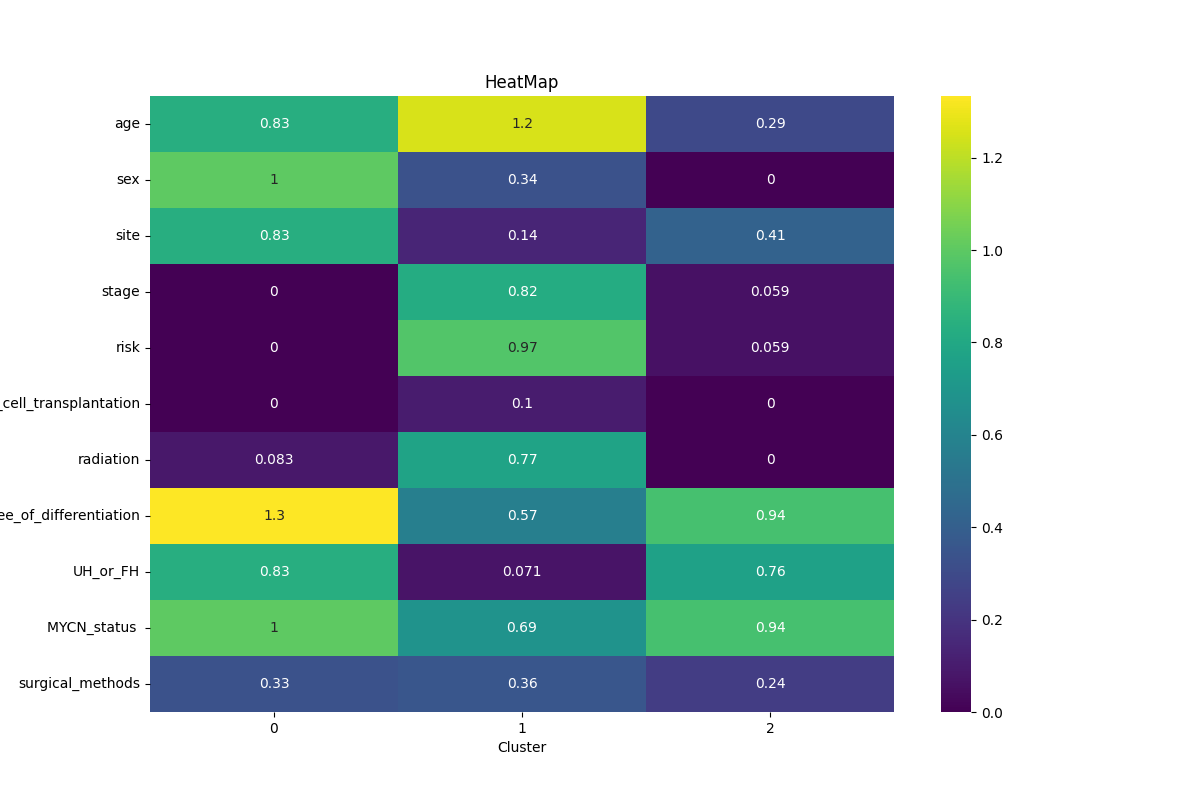 HeatMap
age 0.83 1.2 0.29
sex 1 0.34 0
site 0.83 0.14 0.41
stage 0 0.82 0.059
risk 0 0.97 0.059
_cell_transplantation 0 0.1 0
radiation 0.083 0.77 0
ee_of_differentiation 1.3 0.57 0.94
UH_or_FH 0.83 0.071 0.76
MYCN_status 1 0.69 0.94
surgical_methods 0.33 0.36 0.24
0 1 2
Cluster
1.2
1.0
0.8
0.6
0.4
0.2
0.0